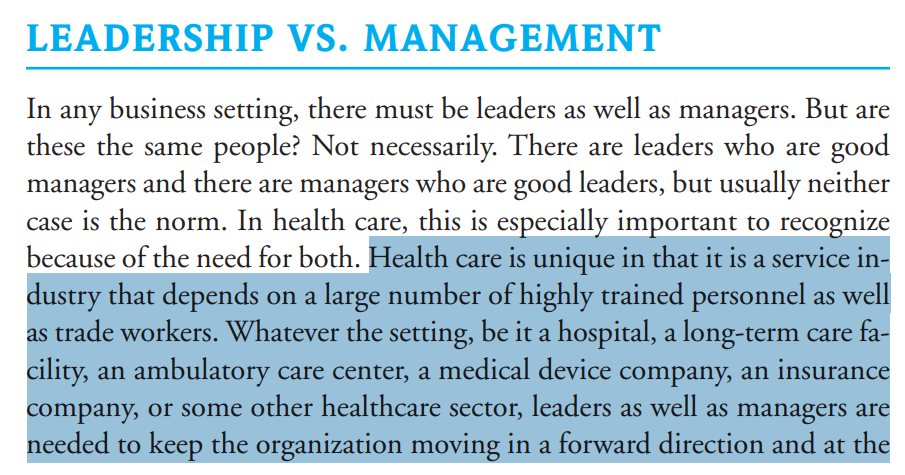 LEADERSHIP VS. MANAGEMENT
In any business setting, there must be leaders as well as managers. But are
these the same people? Not necessarily. There are leaders who are good
managers and there are managers who are good leaders, but usually neither
case is the norm. In health care, this is especially important to recognize
because of the need for both. Health care is unique in that it is a service in-
dustry that depends on a large number of highly trained personnel as well
as trade workers. Whatever the setting, be it a hospital, a long-term care fa-
cility, an ambulatory care center, a medical device company, an insurance
company, or some other healthcare sector, leaders as well as managers are
needed to keep the organization moving in a forward direction and at the